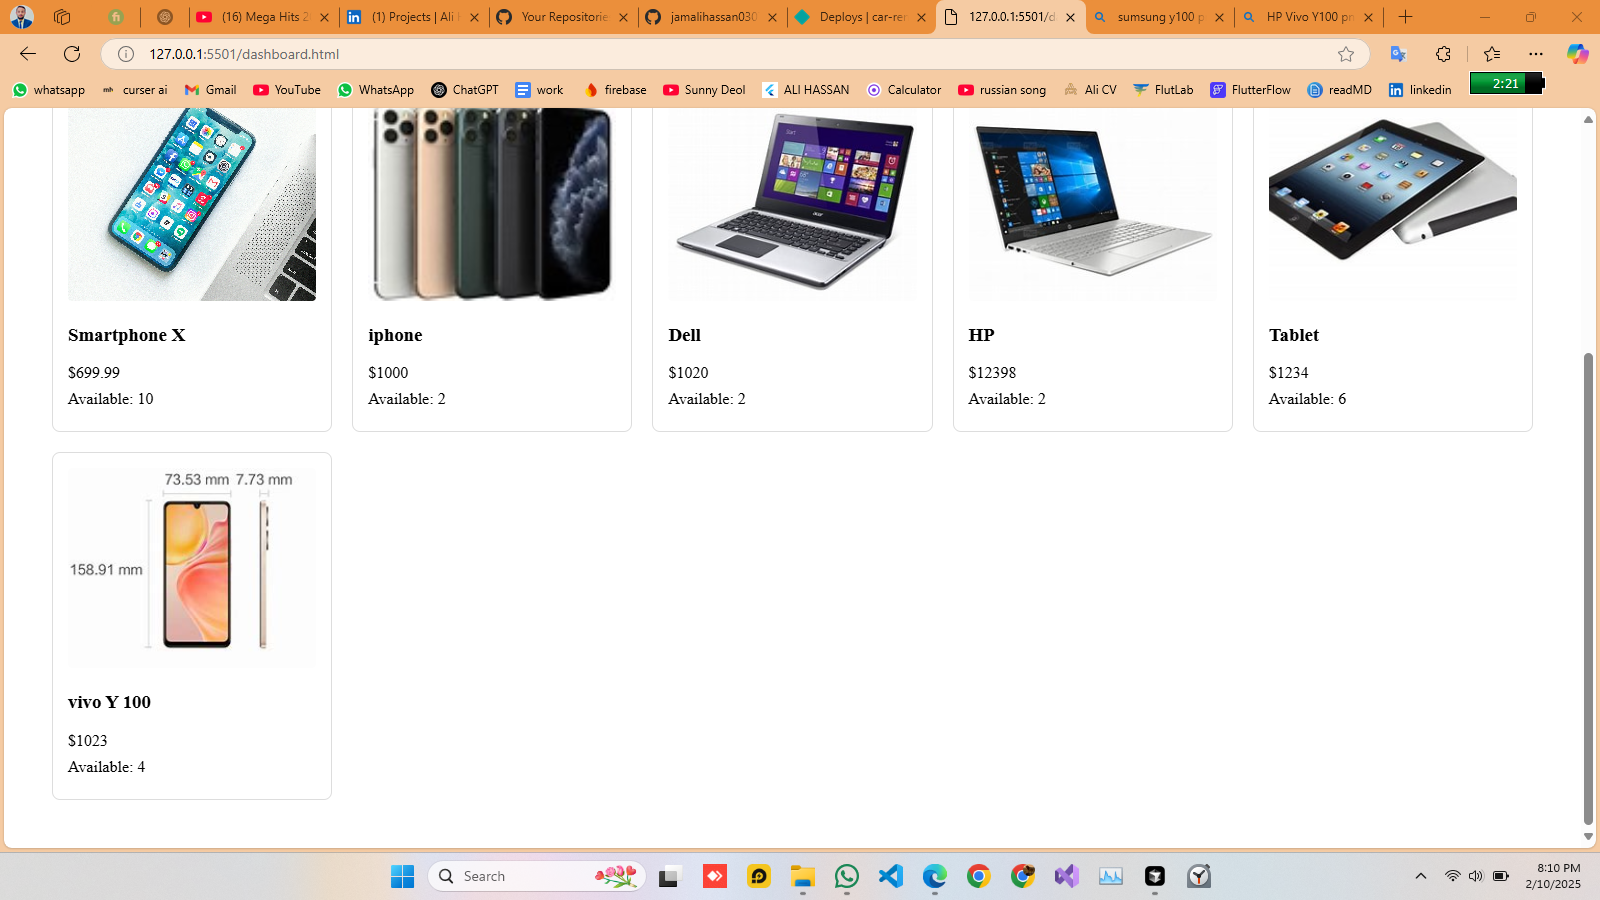 (16) Mega Hits 2
(1) Projects | Ali
Your Repositorie
jamalihassan030
Deploys | car-re
127.0.0.1:5501/d
sumsung y100 p
HP Vivo Y100 pr
127.0.0.1:5501/dashboard.html
whatsapp
curser ai
Gmail
YouTube
WhatsApp
ChatGPT
work
firebase
Sunny Deol
ALI HASSAN
Calculator
russian song
Ali CV
FlutLab
FlutterFlow
readMD
linkedin
2:21
Smartphone X
$699.99
Available: 10
iphone
$1000
Available: 2
Dell
$1020
Available: 2
HP
$12398
Available: 2
Tablet
$1234
Available: 6
73.53 mm 7.73 mm
158.91 mm
vivo Y 100
$1023
Available: 4
Search
8:10 PM
2/10/2025